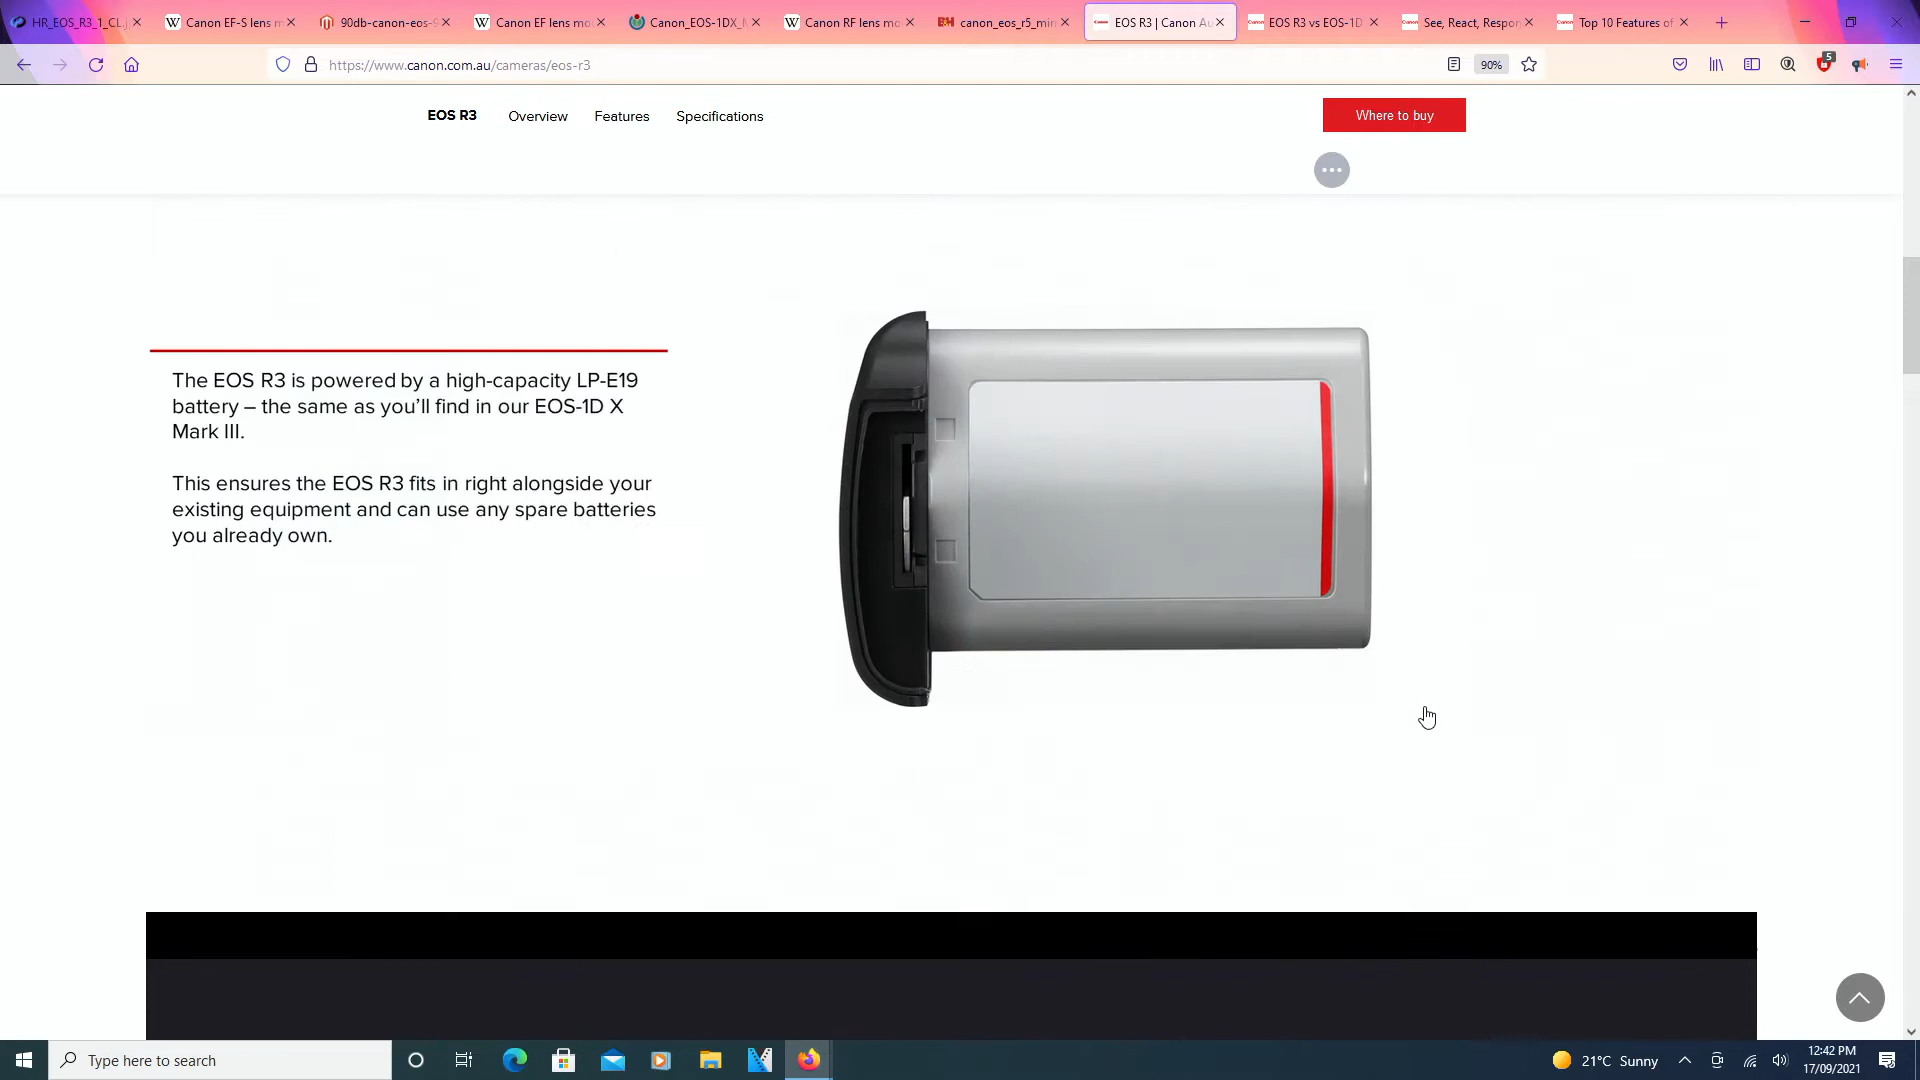 HR_EOS_R3_1_CL.j
Canon EF-S lens m
90db-canon-eos-9
Canon EF lens mo
Canon_EOS-1DX_M
Canon RF lens mo
canon_eos_r5_mir
EOS R3 | Canon Au
EOS R3 vs EOS-1D
See, React, Respon
Top 10 Features of
https://www.canon.com.au/cameras/eos-r3
90%
5
EOS R3
Overview
Features
Specifications
Where to buy
The EOS R3 is powered by a high-capacity LP-E19
battery – the same as you’ll find in our EOS-1D X
Mark III.
This ensures the EOS R3 fits in right alongside your
existing equipment and can use any spare batteries
you already own.
Type here to search
21°C Sunny
12:42 PM
17/09/2021